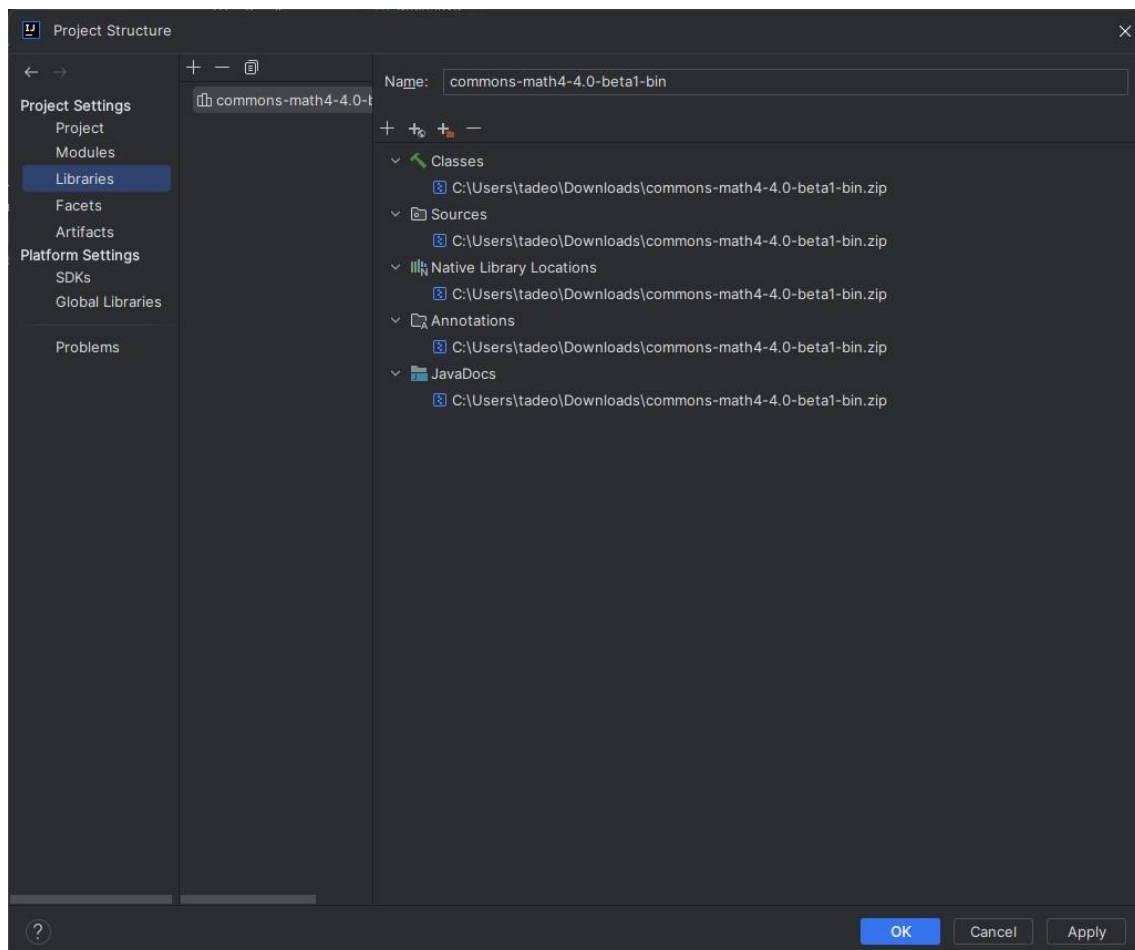 Project Structure
Project Settings
Project
Modules
Libraries
Facets
Artifacts
Platform Settings
SDKs
Global Libraries
Problems
commons-math4-4.0-b
Name: commons-math4-4.0-beta1-bin
Classes
C:\Users\tadeo\Downloads\commons-math4-4.0-beta1-bin.zip
Sources
C:\Users\tadeo\Downloads\commons-math4-4.0-beta1-bin.zip
Native Library Locations
C:\Users\tadeo\Downloads\commons-math4-4.0-beta1-bin.zip
Annotations
C:\Users\tadeo\Downloads\commons-math4-4.0-beta1-bin.zip
JavaDocs
C:\Users\tadeo\Downloads\commons-math4-4.0-beta1-bin.zip
? OK Cancel Apply